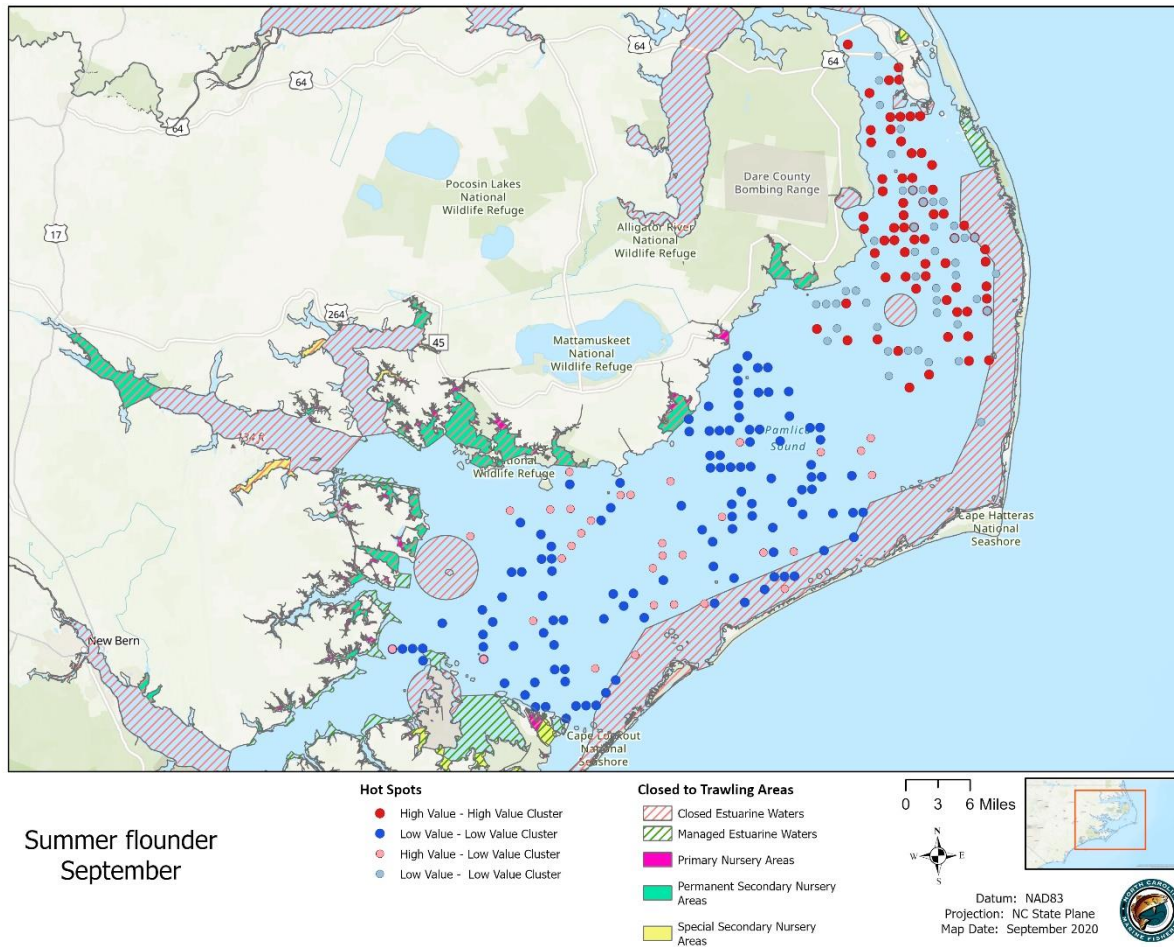 64
64
64
64
Pocosin Lakes
National
Wildlife Refuge
Dare County
Bombing Range
Alligator River
National
Wildlife Refuge
17
264
45
Mattamuskeet
National
Wildlife Refuge
Pamlico
Sound
Wildlife Refuge
Cape Hatteras
National
Seashore
New Bern
Cape Lookout
National
Seashore
Summer flounder
September
Hot Spots
High Value - High Value Cluster
Low Value - Low Value Cluster
High Value - Low Value Cluster
Low Value - Low Value Cluster
Closed to Trawling Areas
Closed Estuarine Waters
Managed Estuarine Waters
Primary Nursery Areas
Permanent Secondary Nursery
Areas
Special Secondary Nursery
Areas
0 3 6 Miles
N
W E
S
Datum: NAD83
Projection: NC State Plane
Map Date: September 2020
NORTH CAROLINA
MARINE FISHERIES